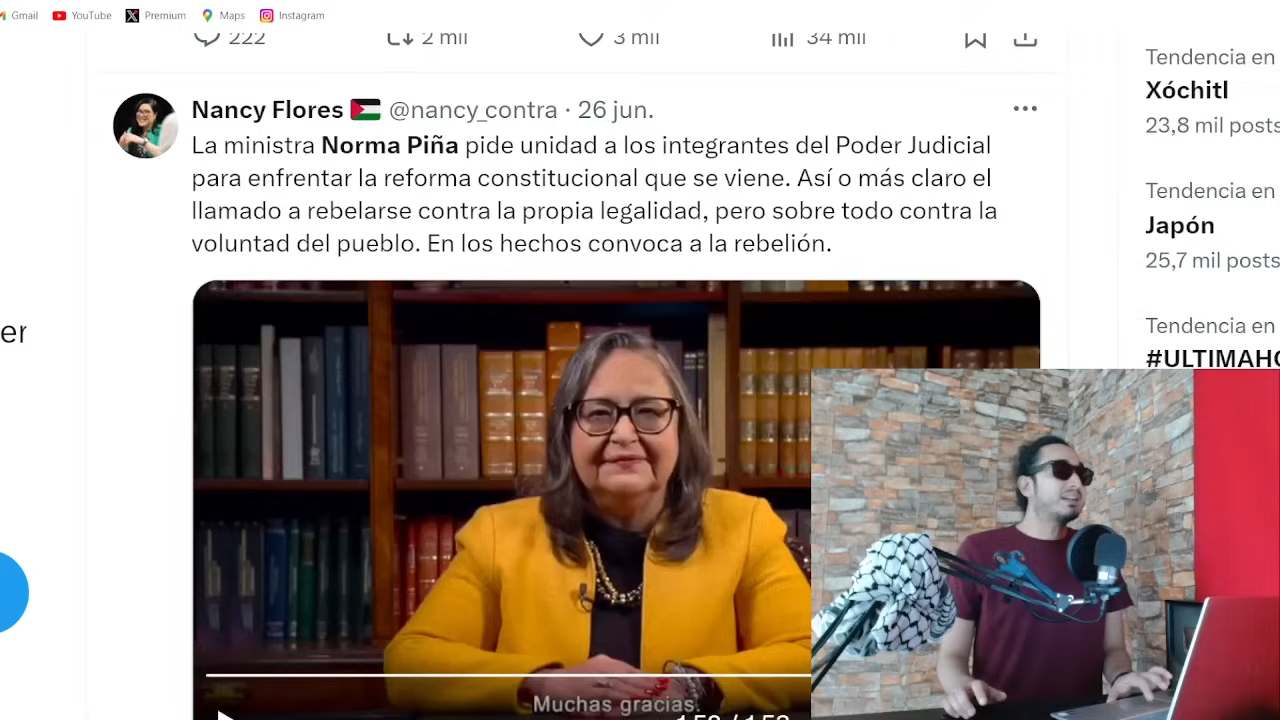 Gmail
YouTube
Premium
Maps
Instagram
222
2 mil
3 mil
34 mil
Nancy Flores @nancy_contra · 26 jun.
La ministra Norma Piña pide unidad a los integrantes del Poder Judicial
para enfrentar la reforma constitucional que se viene. Así o más claro el
llamado a rebelarse contra la propia legalidad, pero sobre todo contra la
voluntad del pueblo. En los hechos convoca a la rebelión.
Muchas gracias.
er
Tendencia en
Xóchitl
23,8 mil posts
Tendencia en
Japón
25,7 mil posts
Tendencia en